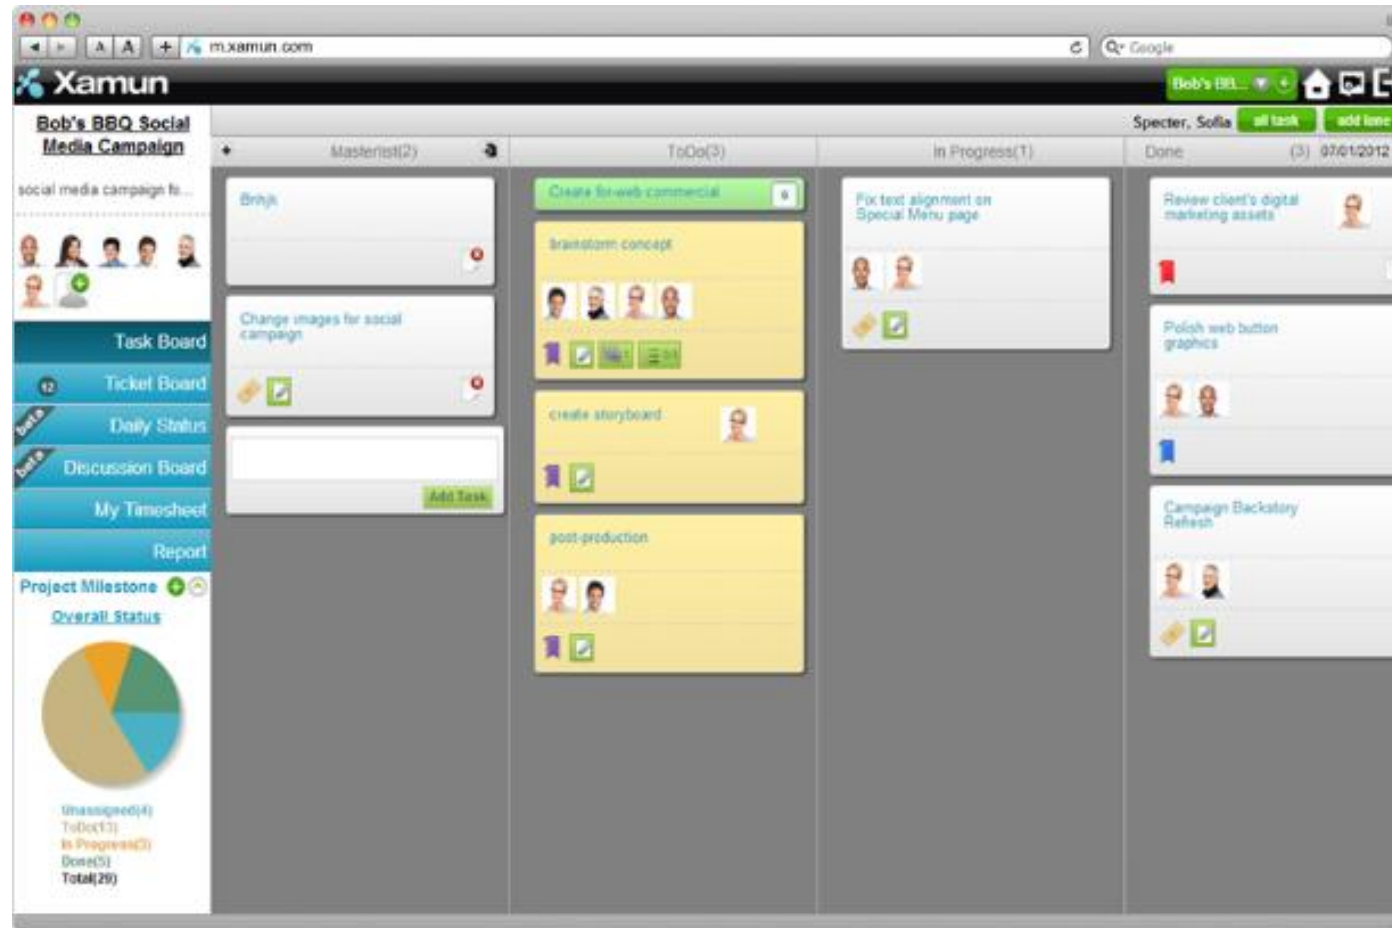 m.xamun.com
Google
Xamun
Bob's BB...
Bob's BBQ Social
Media Campaign
social media campaign fo...
Specter, Sofia
all task
add lane
Masterlist(2)
ToDo(3)
In Progress(1)
Done
(3)
07/01/2012
Task Board
12
Ticket Board
beta
Daily Status
beta
Discussion Board
My Timesheet
Report
Project Milestone
Overall Status
Unassigned(4)
ToDo(13)
In Progress(3)
Done(5)
Total(29)
Change images for social
campaign
Add Task
Create for-web commercial
brainstorm concept
create storyboard
post-production
Fix text alignment on
Special Menu page
Review client's digital
marketing assets
Polish web button
graphics
Campaign Backstory
Refresh